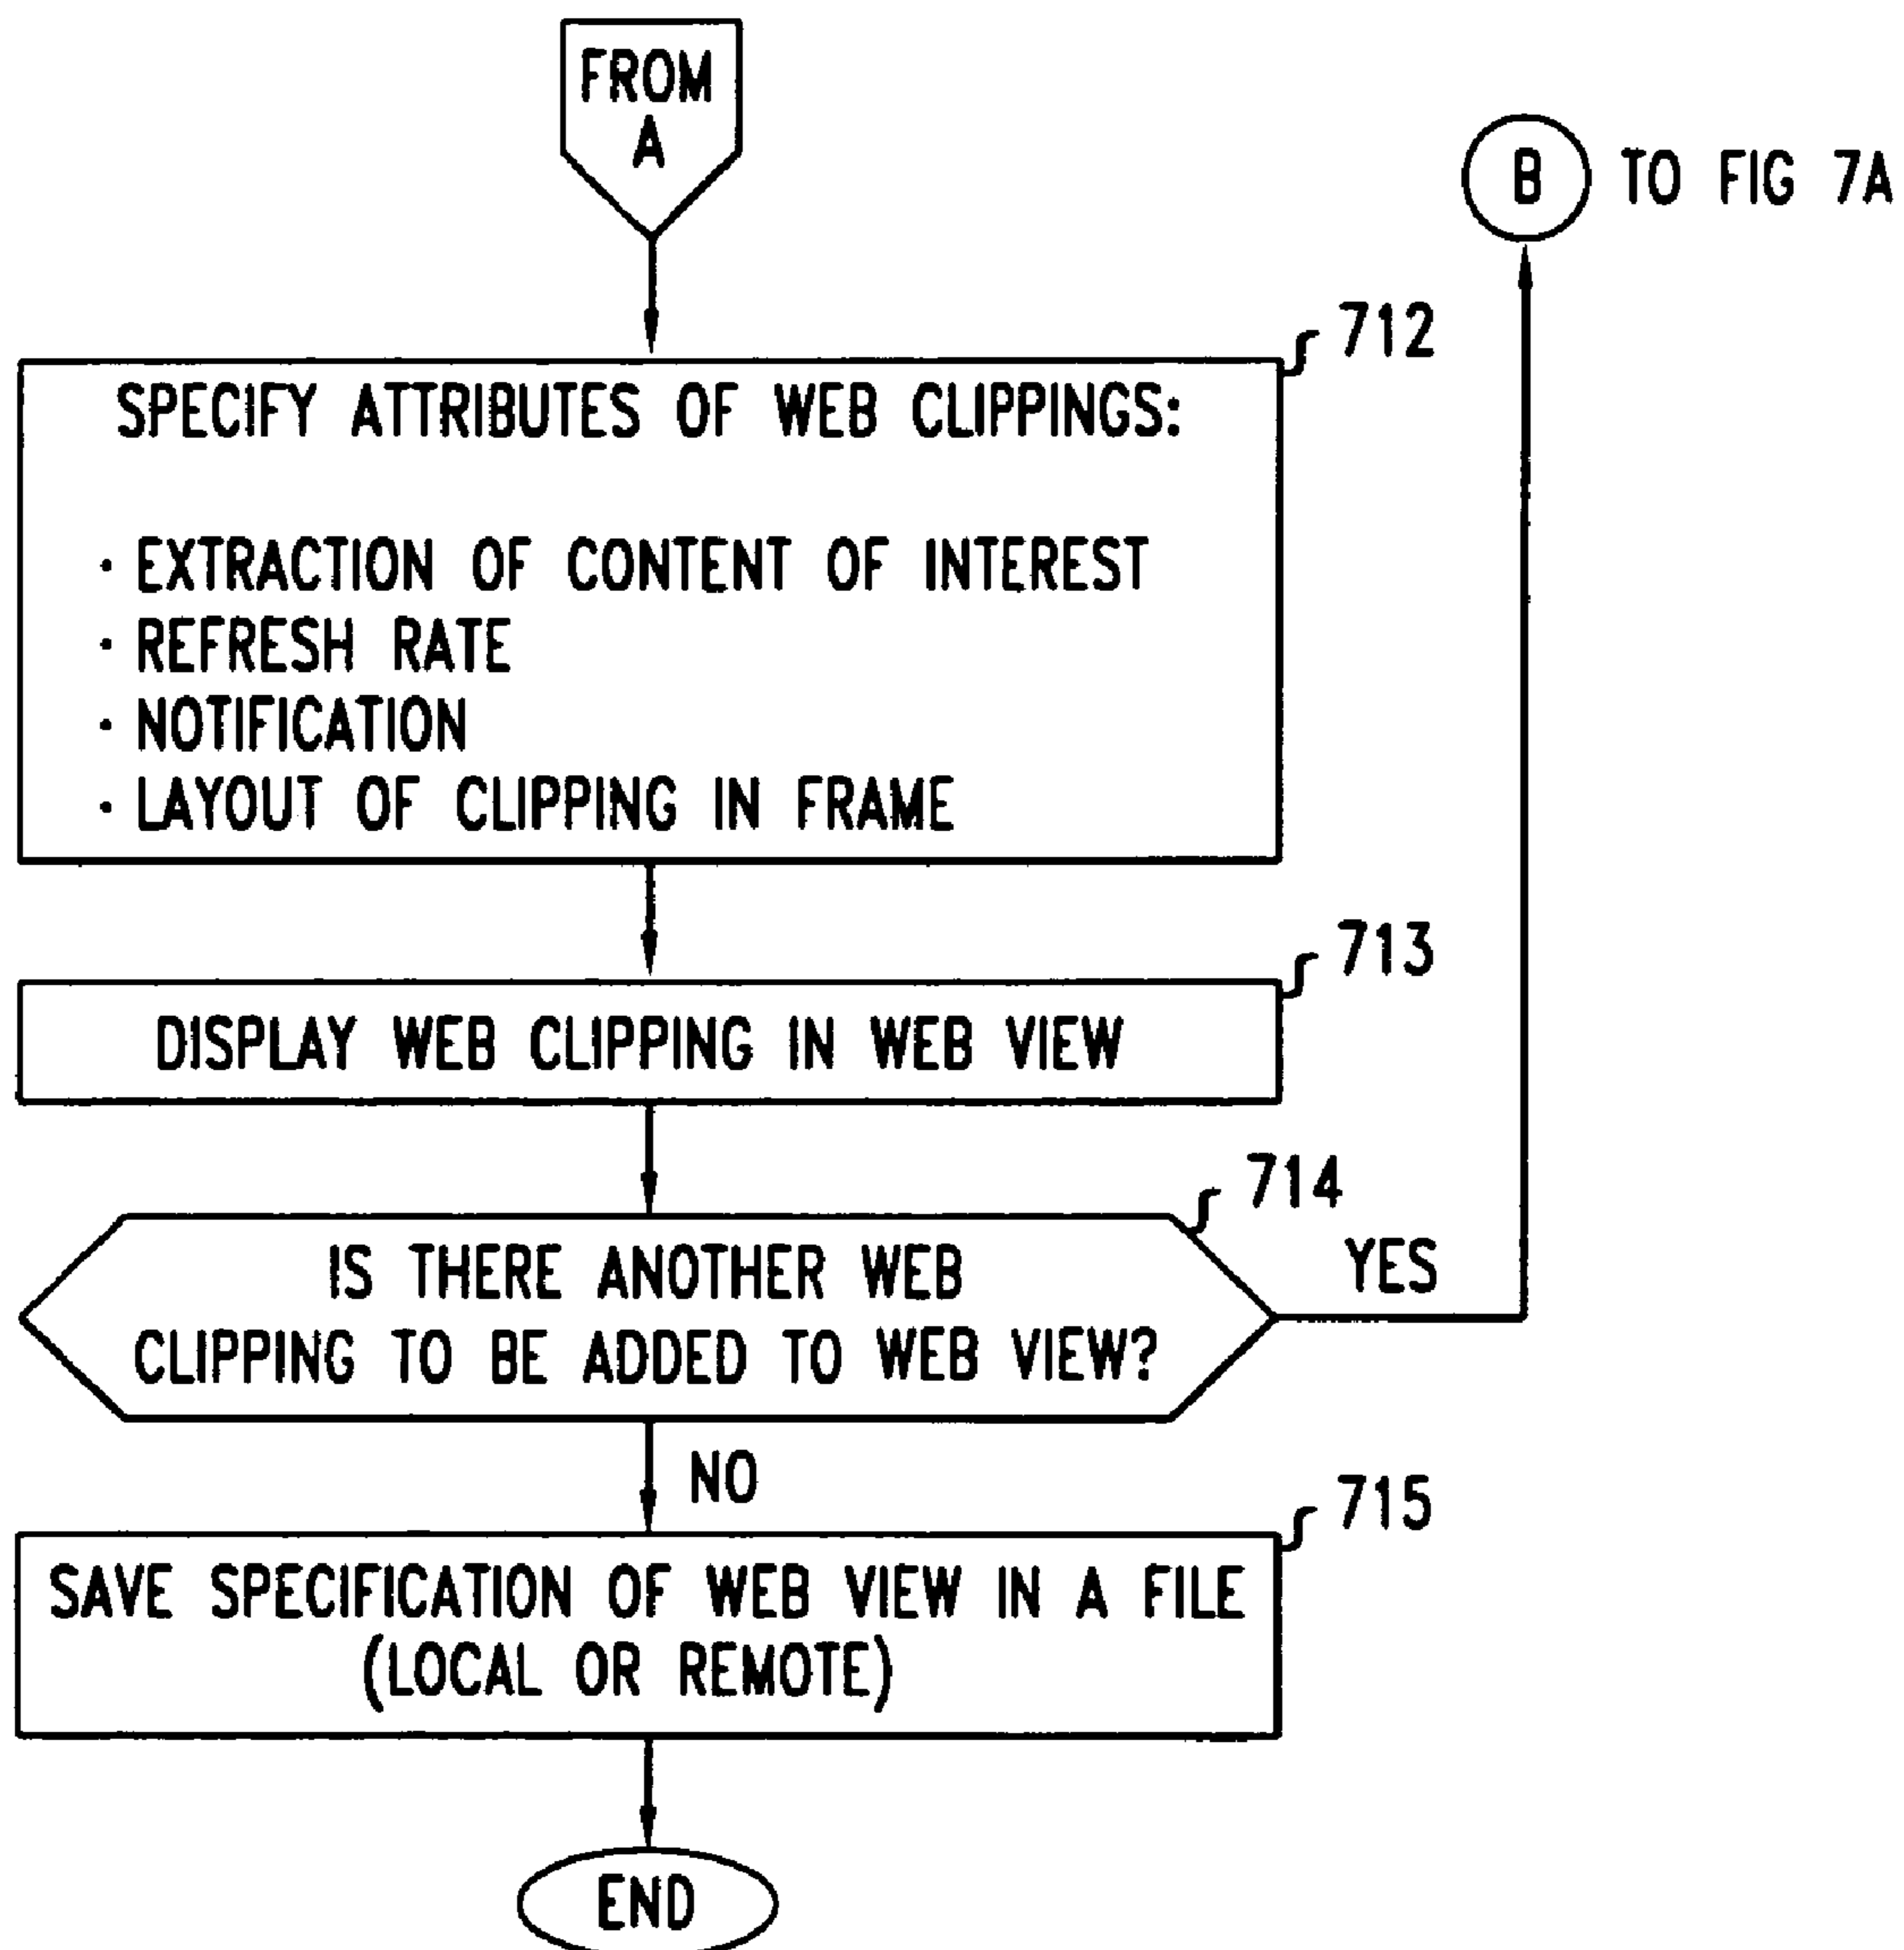 FROM
A
B TO FIG 7A
712
SPECIFY ATTRIBUTES OF WEB CLIPPINGS:
· EXTRACTION OF CONTENT OF INTEREST
· REFRESH RATE
· NOTIFICATION
· LAYOUT OF CLIPPING IN FRAME
713
DISPLAY WEB CLIPPING IN WEB VIEW
714
IS THERE ANOTHER WEB
CLIPPING TO BE ADDED TO WEB VIEW?
YES
NO
715
SAVE SPECIFICATION OF WEB VIEW IN A FILE
(LOCAL OR REMOTE)
END